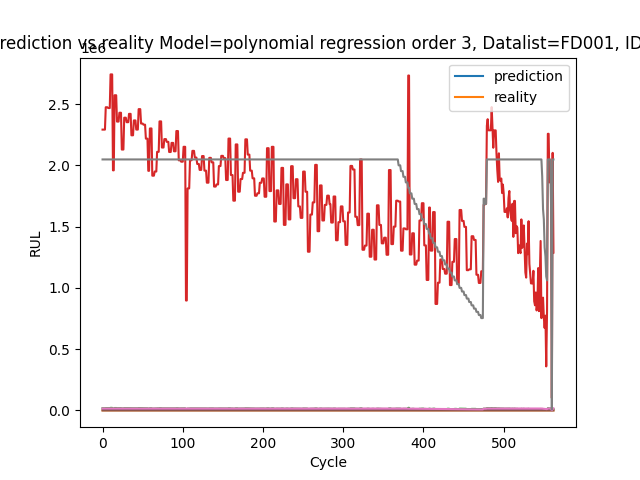 rediction vs reality Model=polynomial regression order 3, Datalist=FD001, ID
1e6
prediction
reality
2.5
2.0
1.5
1.0
0.5
0.0
RUL
0 100 200 300 400 500
Cycle